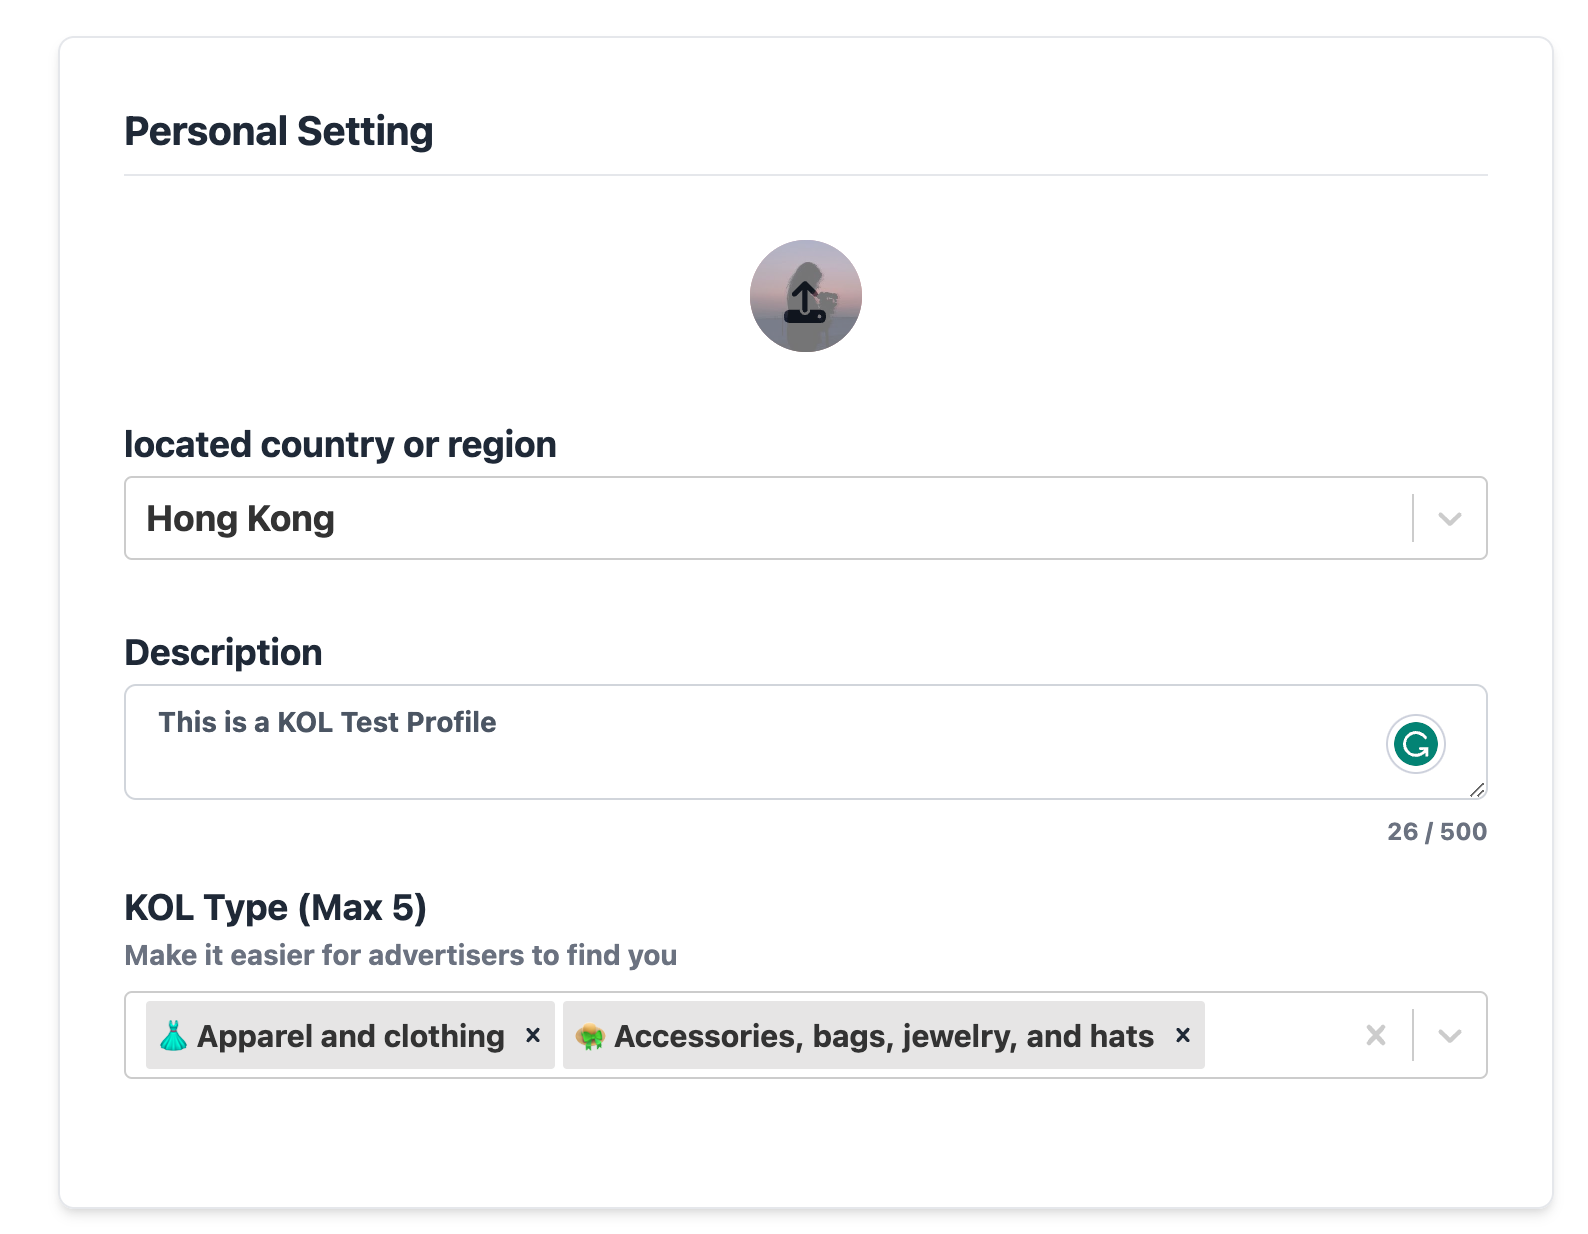 Personal Setting
located country or region
Hong Kong
Description
This is a KOL Test Profile
26 / 500
KOL Type (Max 5)
Make it easier for advertisers to find you
👗 Apparel and clothing × 👒 Accessories, bags, jewelry, and hats ×